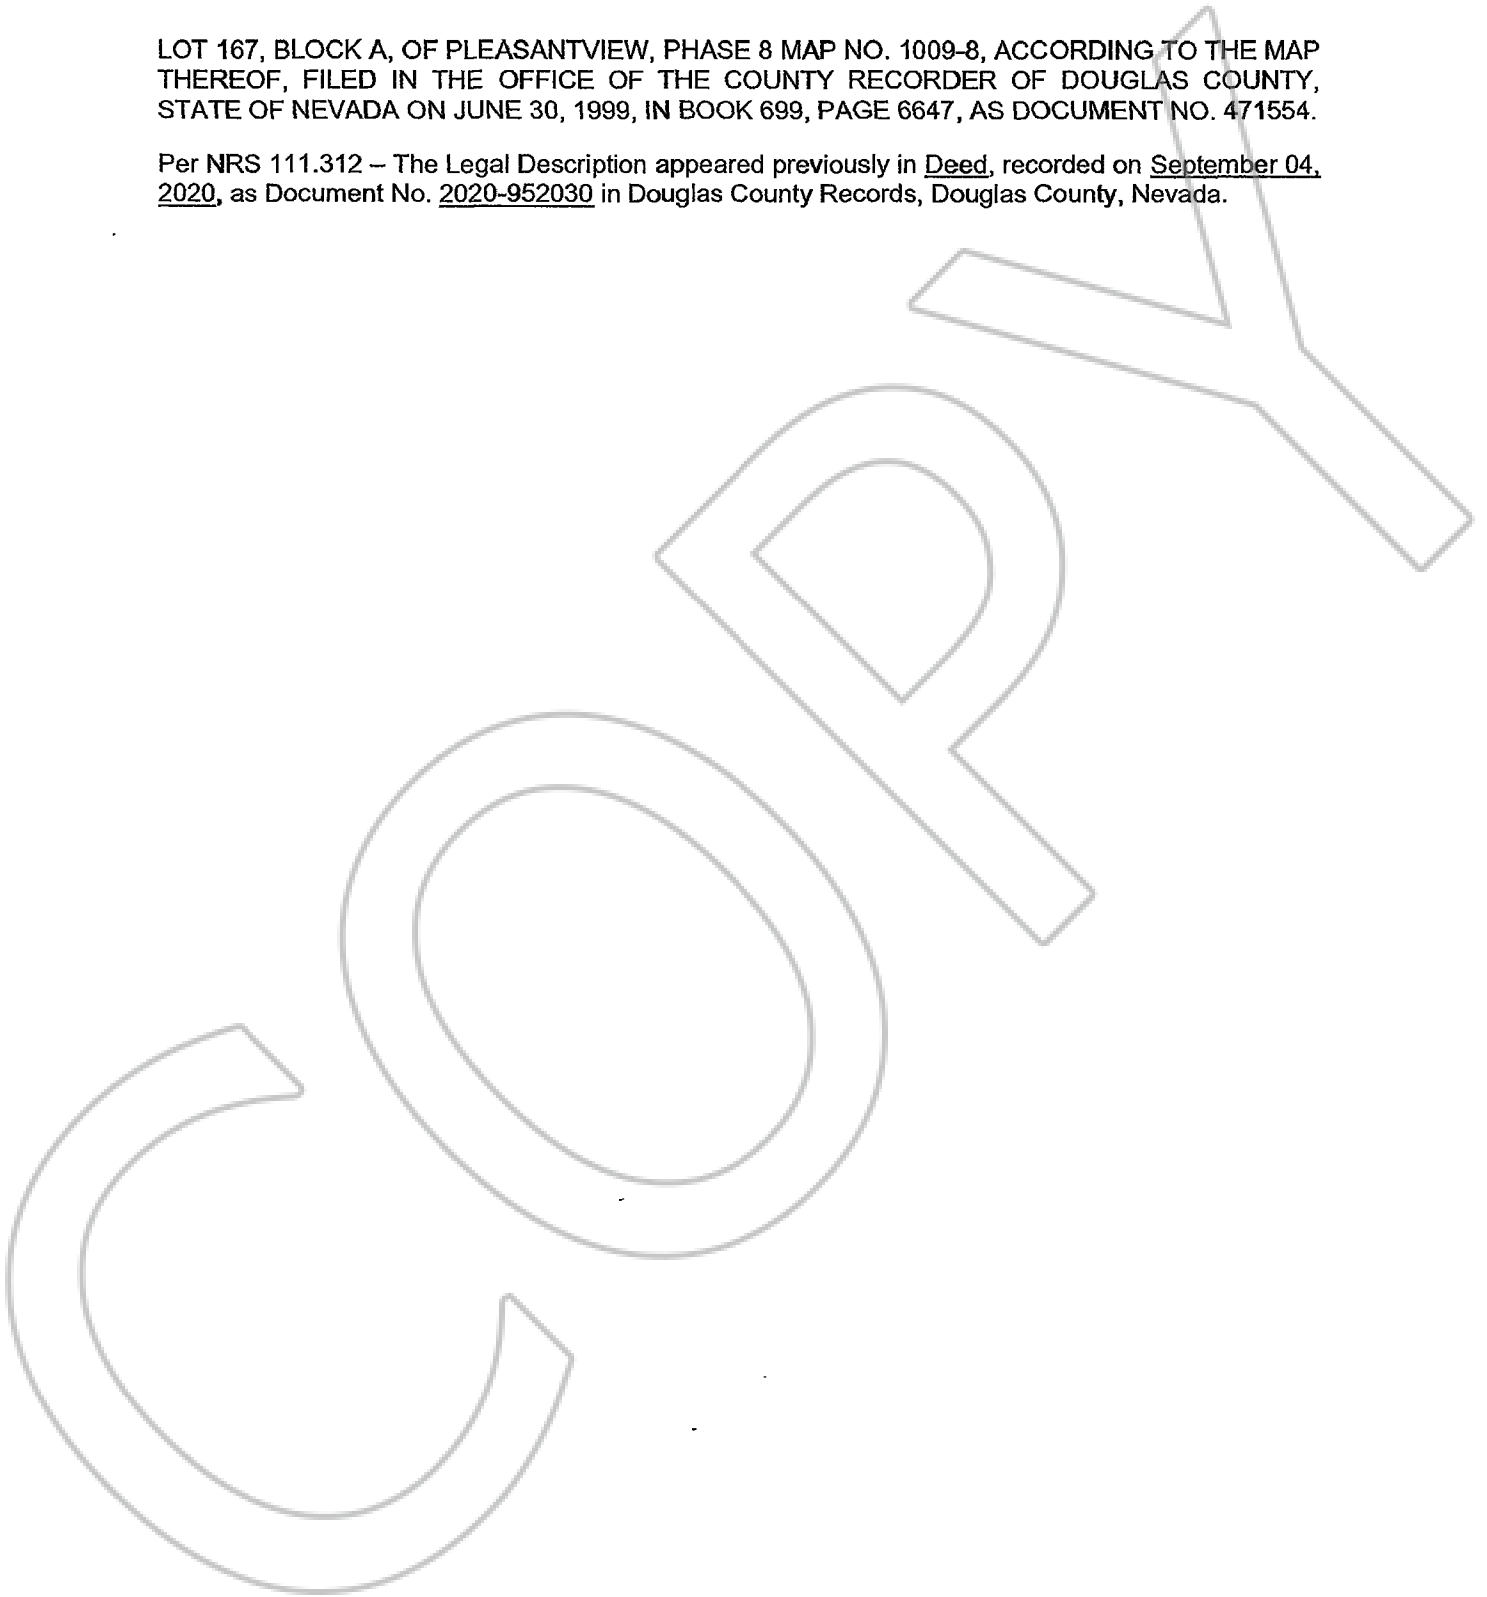 LOT 167, BLOCK A, OF PLEASANTVIEW, PHASE 8 MAP NO. 1009-8, ACCORDING TO THE MAP
THEREOF, FILED IN THE OFFICE OF THE COUNTY RECORDER OF DOUGLAS COUNTY,
STATE OF NEVADA ON JUNE 30, 1999, IN BOOK 699, PAGE 6647, AS DOCUMENT NO. 471554.
Per NRS 111.312 – The Legal Description appeared previously in Deed, recorded on September 04,
2020, as Document No. 2020-952030 in Douglas County Records, Douglas County, Nevada.
COPY